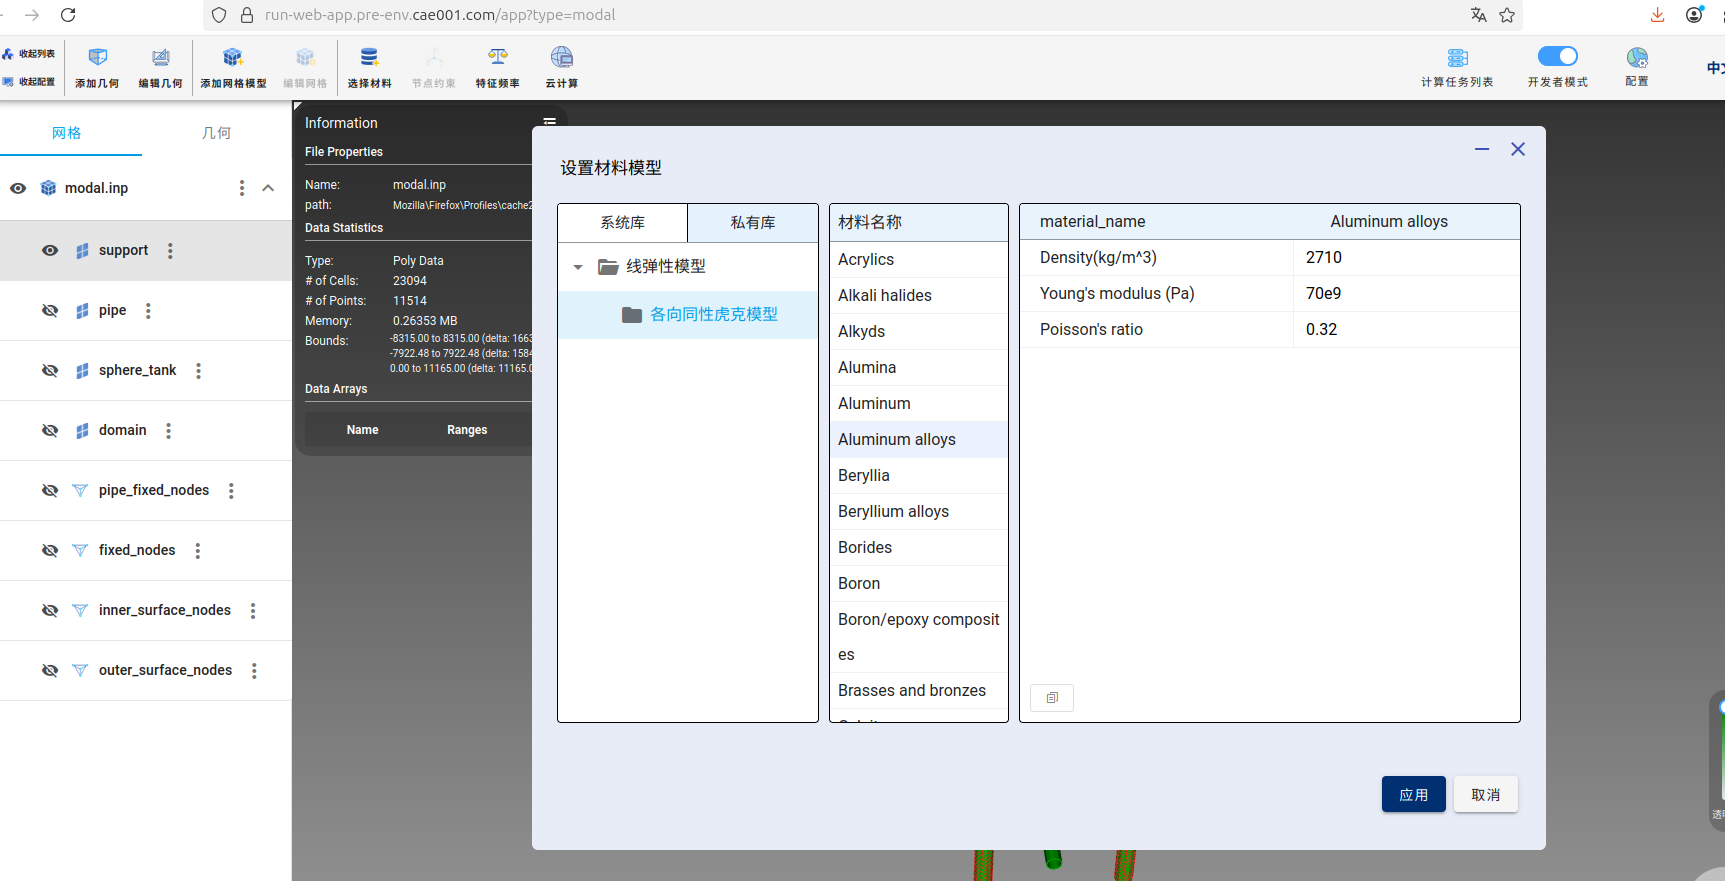 run-web-app.pre-env.cae001.com/app?type=modal
收起列表
收起配置
添加几何
编辑几何
添加网格模型
编辑网格
选择材料
节点约束
特征频率
云计算
计算任务列表
开发者模式
配置
中文
网格
几何
modal.inp
support
pipe
sphere_tank
domain
pipe_fixed_nodes
fixed_nodes
inner_surface_nodes
outer_surface_nodes
Information
File Properties
Name: modal.inp
path: Mozilla\Firefox\Profiles\cache2
Data Statistics
Type: Poly Data
# of Cells: 23094
# of Points: 11514
Memory: 0.26353 MB
Bounds: -8315.00 to 8315.00 (delta: 1663
-7922.48 to 7922.48 (delta: 1584
0.00 to 11165.00 (delta: 11165.0
Data Arrays
Name Ranges
设置材料模型
系统库 私有库
线弹性模型
各向同性虎克模型
材料名称
Acrylics
Alkali halides
Alkyds
Alumina
Aluminum
Aluminum alloys
Beryllia
Beryllium alloys
Borides
Boron
Boron/epoxy composit
es
Brasses and bronzes
material_name Aluminum alloys
Density(kg/m^3) 2710
Young's modulus (Pa) 70e9
Poisson's ratio 0.32
应用
取消